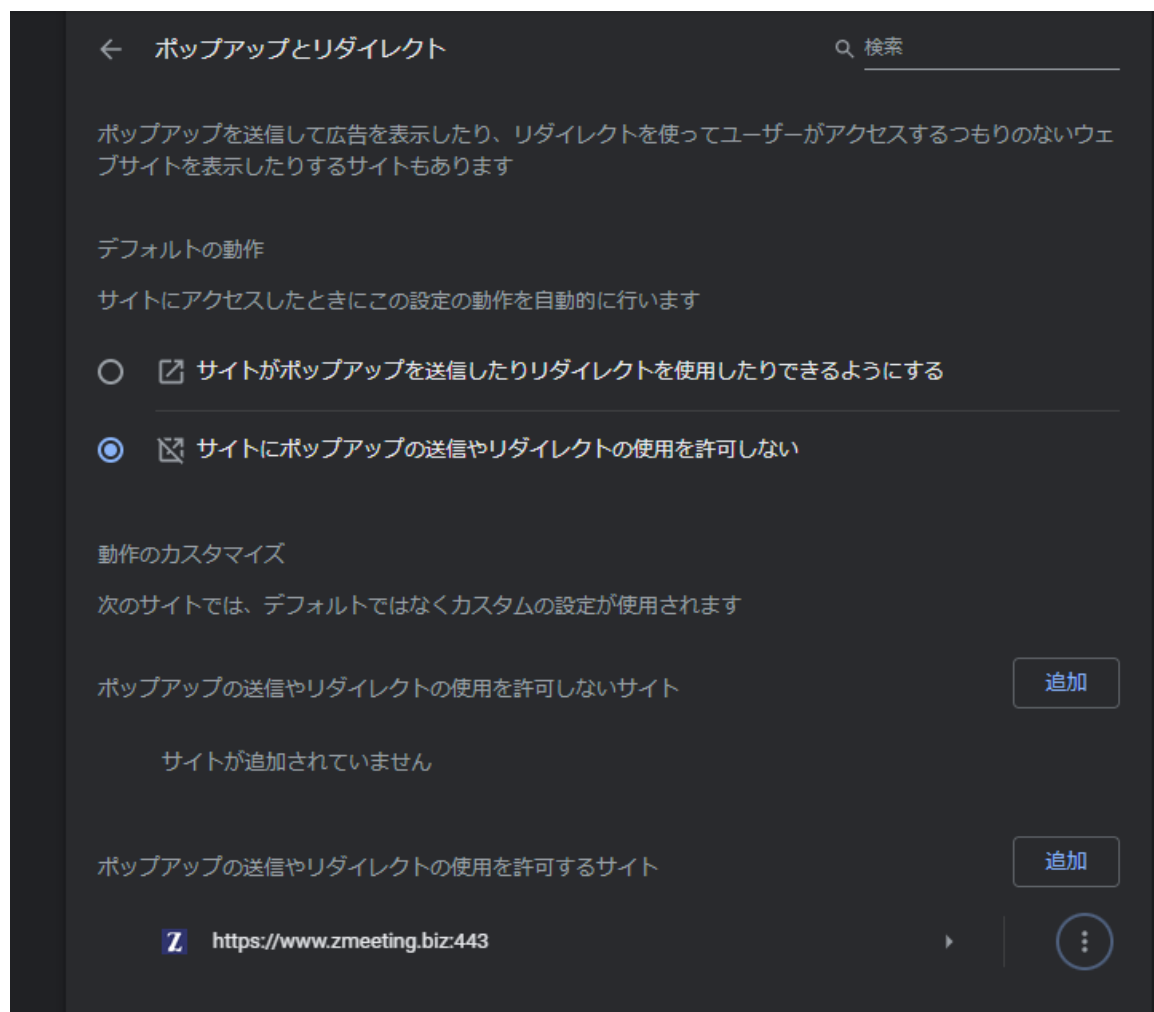 ポップアップとリダイレクト
検索
ポップアップを送信して広告を表示したり、リダイレクトを使ってユーザーがアクセスするつもりのないウェ
ブサイトを表示したりするサイトもあります
デフォルトの動作
サイトにアクセスしたときにこの設定の動作を自動的に行います
サイトがポップアップを送信したりリダイレクトを使用したりできるようにする
サイトにポップアップの送信やリダイレクトの使用を許可しない
動作のカスタマイズ
次のサイトでは、デフォルトではなくカスタムの設定が使用されます
ポップアップの送信やリダイレクトの使用を許可しないサイト
追加
サイトが追加されていません
ポップアップの送信やリダイレクトの使用を許可するサイト
追加
Z https://www.zmeeting.biz:443